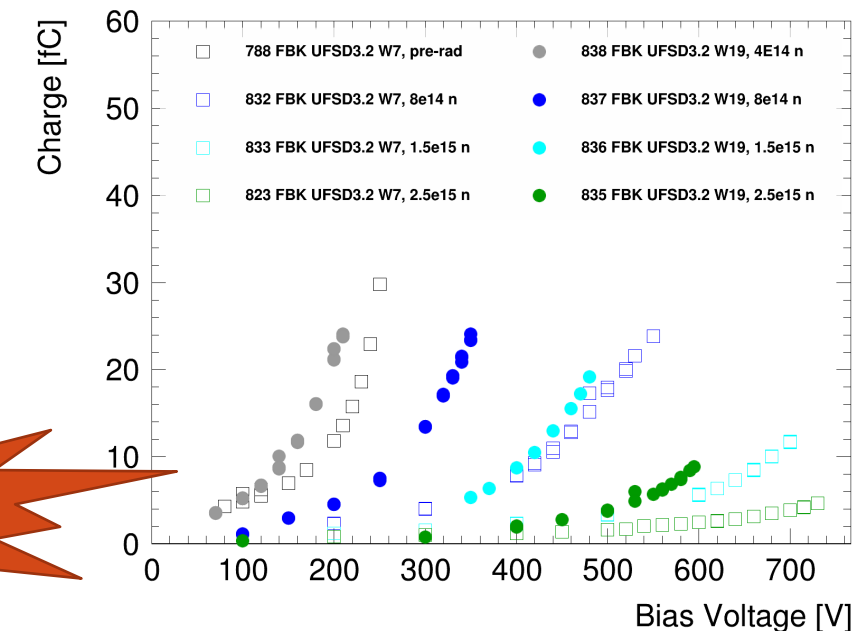 Charge [fC]
60
50
40
30
20
10
0
788 FBK UFSD3.2 W7, pre-rad
832 FBK UFSD3.2 W7, 8e14 n
833 FBK UFSD3.2 W7, 1.5e15 n
823 FBK UFSD3.2 W7, 2.5e15 n
838 FBK UFSD3.2 W19, 4E14 n
837 FBK UFSD3.2 W19, 8e14 n
836 FBK UFSD3.2 W19, 1.5e15 n
835 FBK UFSD3.2 W19, 2.5e15 n
0 100 200 300 400 500 600 700
Bias Voltage [V]